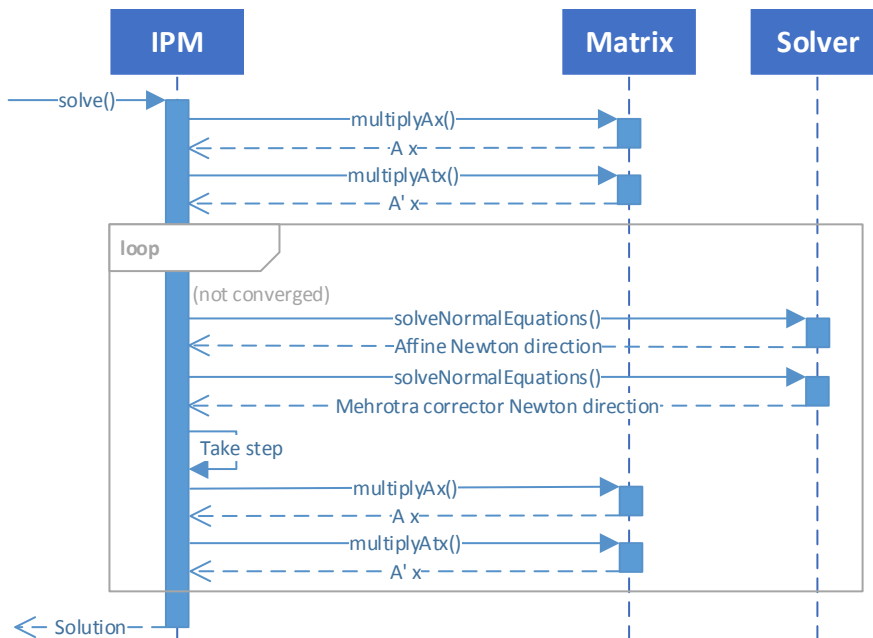 IPM
Matrix
Solver
solve()
multiplyAx()
A x
multiplyAtx()
A' x
loop
(not converged)
solveNormalEquations()
Affine Newton direction
solveNormalEquations()
Mehrotra corrector Newton direction
Take step
multiplyAx()
A x
multiplyAtx()
A' x
Solution